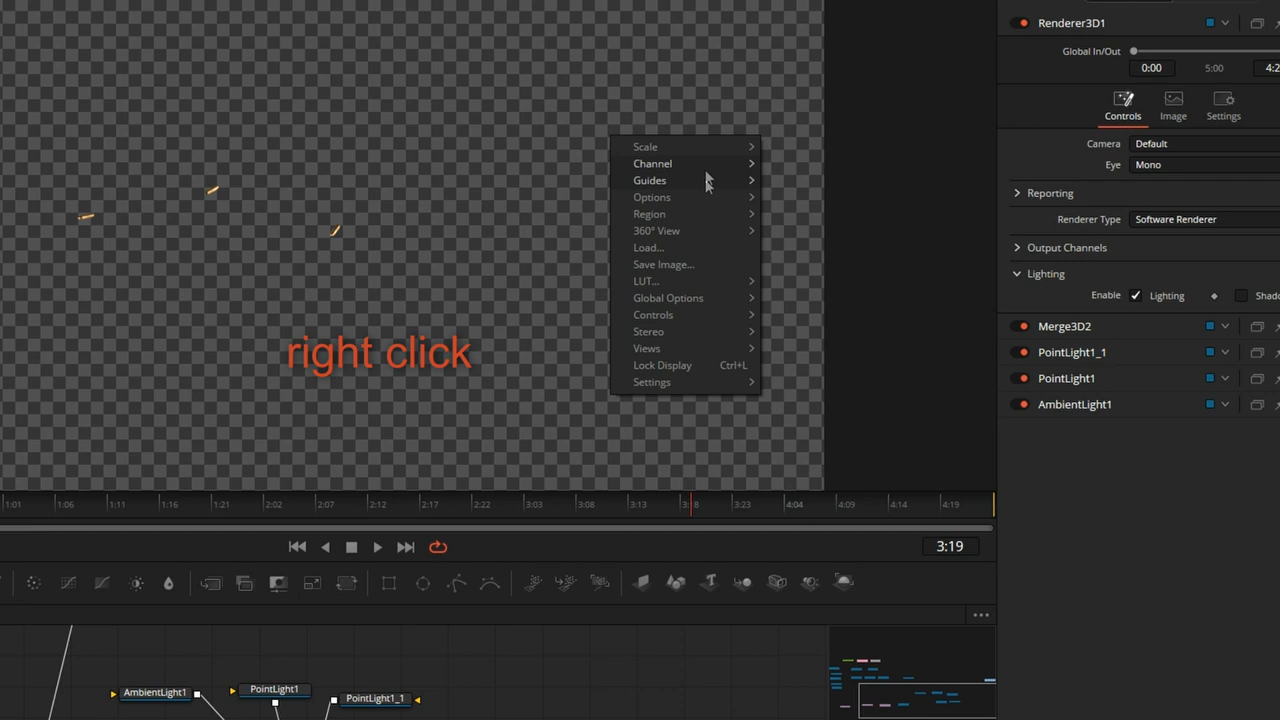 Renderer3D1
Global In/Out
0:00
5:00
Controls
Image
Settings
Camera
Default
Eye
Mono
Reporting
Renderer Type
Software Renderer
Output Channels
Lighting
Enable
Lighting
Merge3D2
PointLight1_1
PointLight1
AmbientLight1
Scale
Channel
Guides
Options
Region
360° View
Load...
Save Image...
LUT...
Global Options
Controls
Stereo
Views
Lock Display Ctrl+L
Settings
right click
1:01
1:06
1:11
1:16
1:21
2:02
2:07
2:12
2:17
2:22
3:03
3:08
3:13
3:23
4:04
4:09
4:14
4:19
3:19
AmbientLight1
PointLight1
PointLight1_1